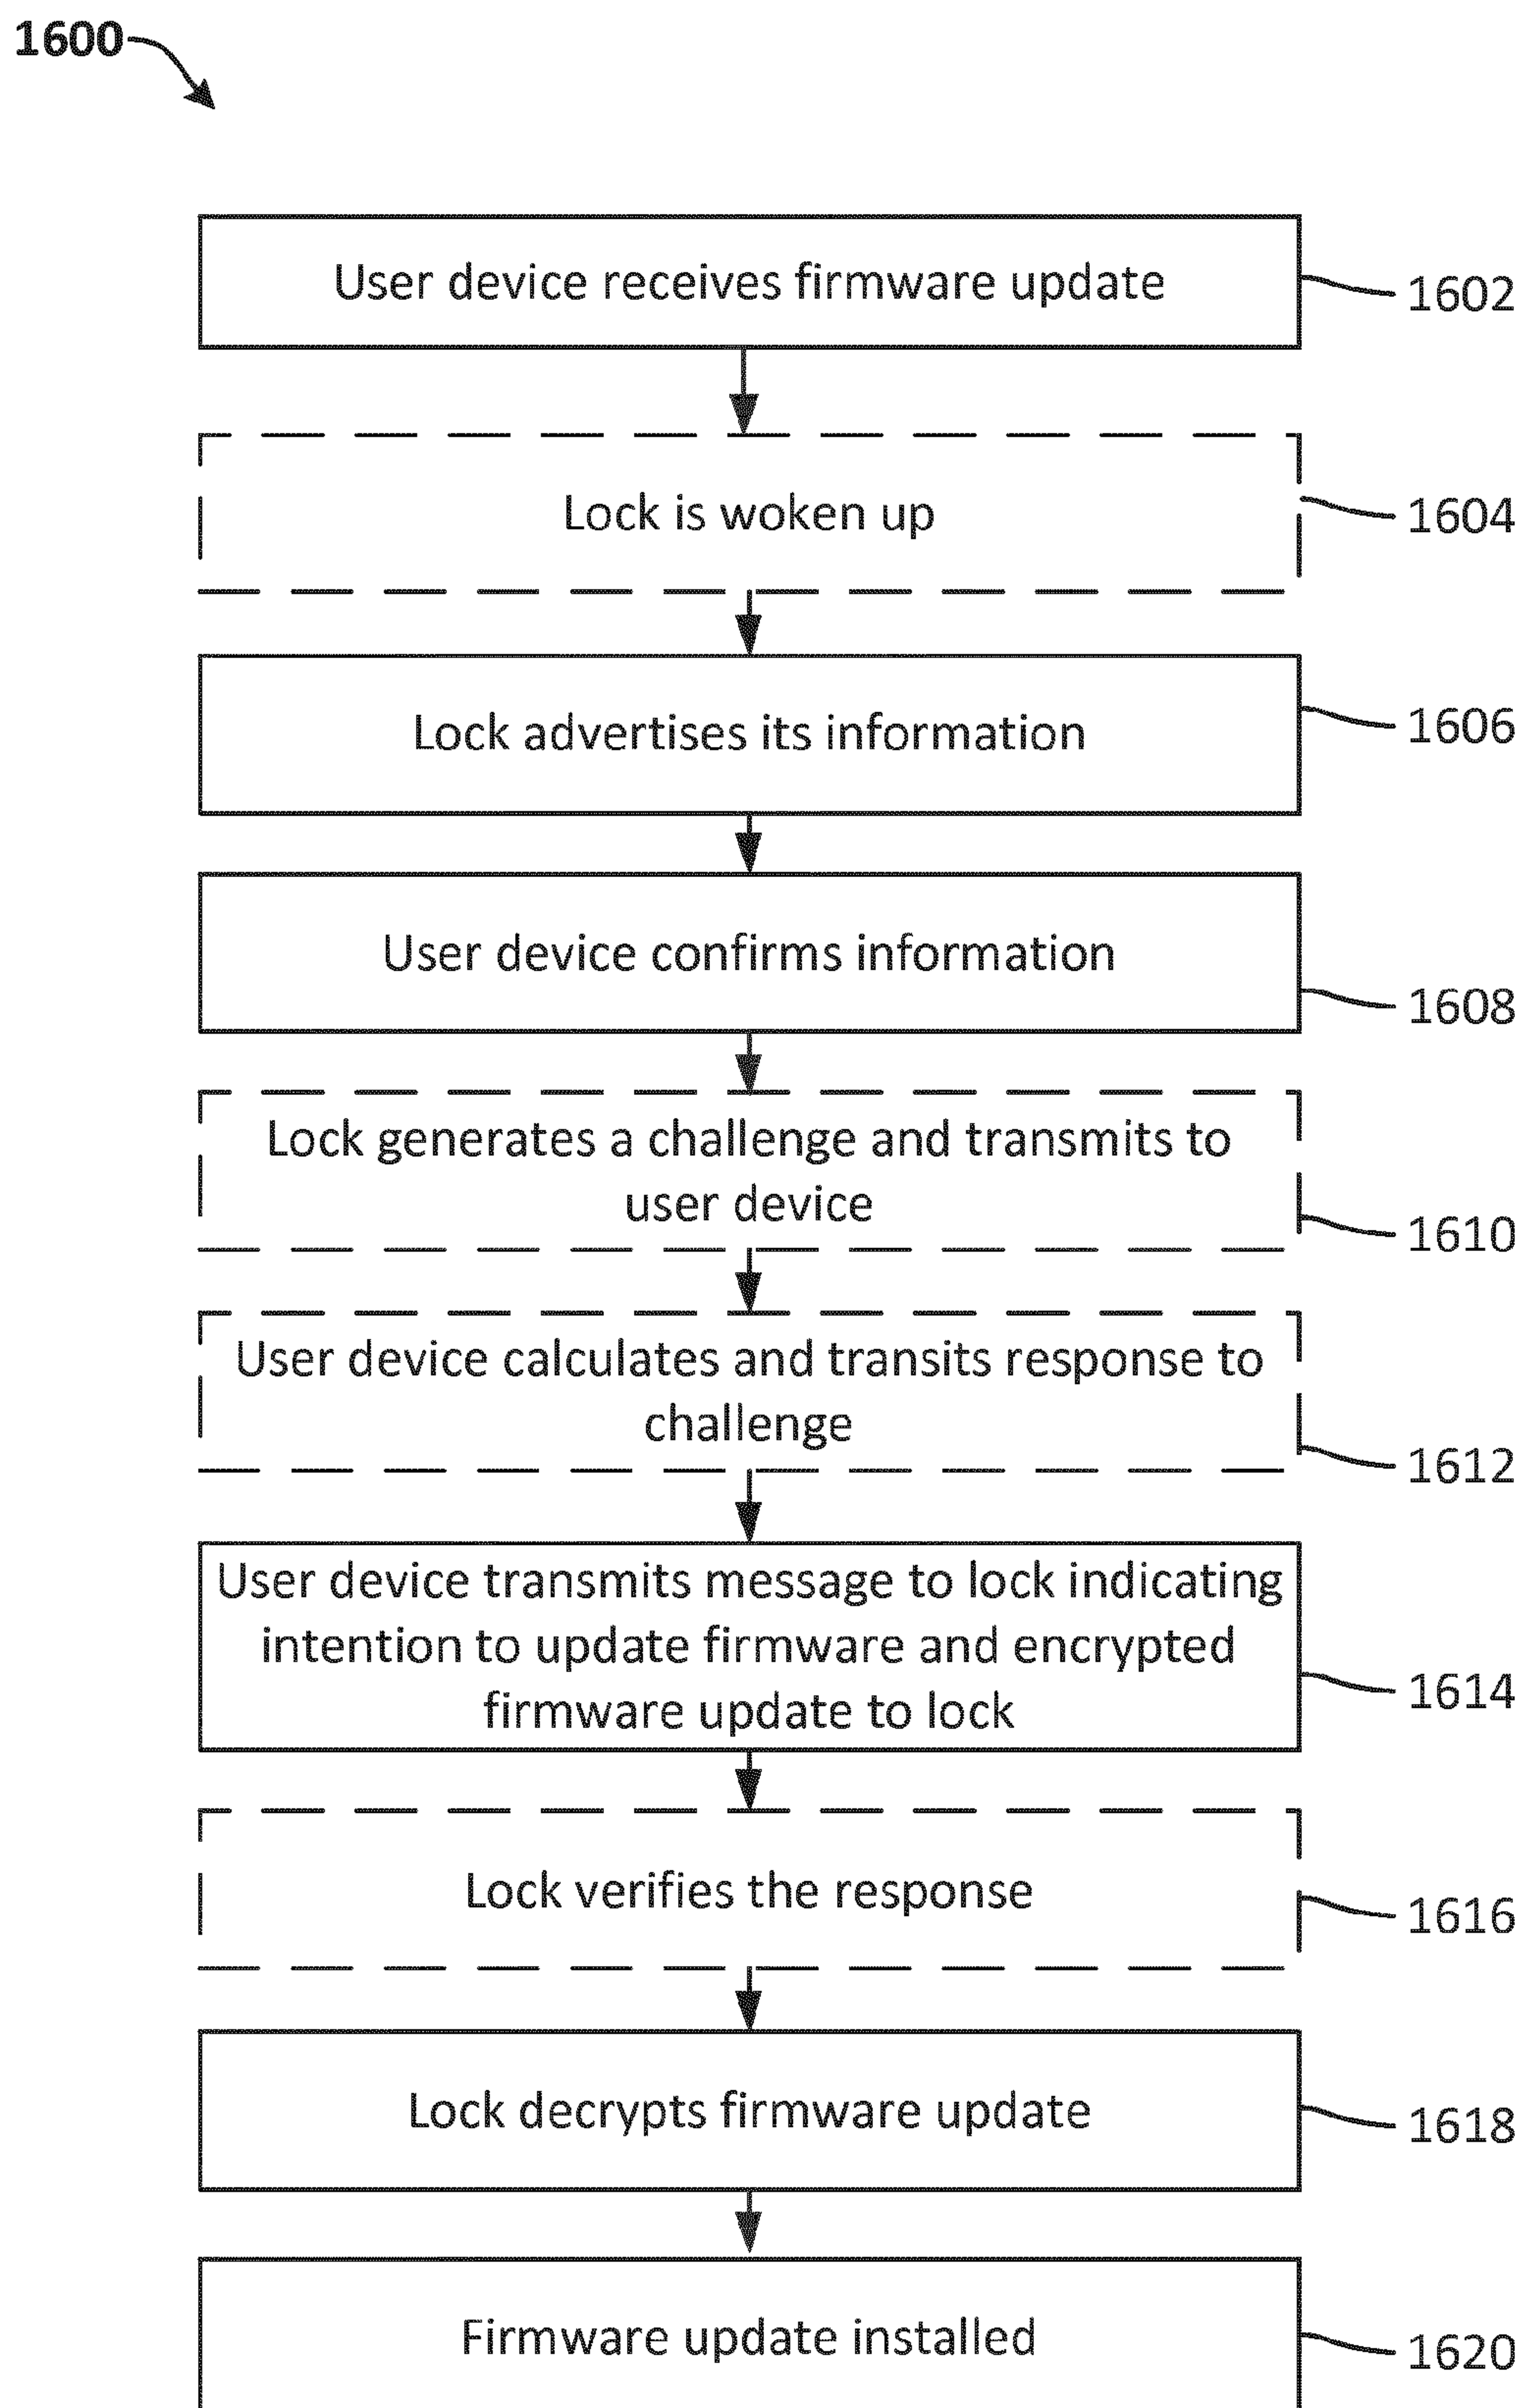 1600
User device receives firmware update
1602
Lock is woken up
1604
Lock advertises its information
1606
User device confirms information
1608
Lock generates a challenge and transmits to
user device
1610
User device calculates and transits response to
challenge
1612
User device transmits message to lock indicating
intention to update firmware and encrypted
firmware update to lock
1614
Lock verifies the response
1616
Lock decrypts firmware update
1618
Firmware update installed
1620